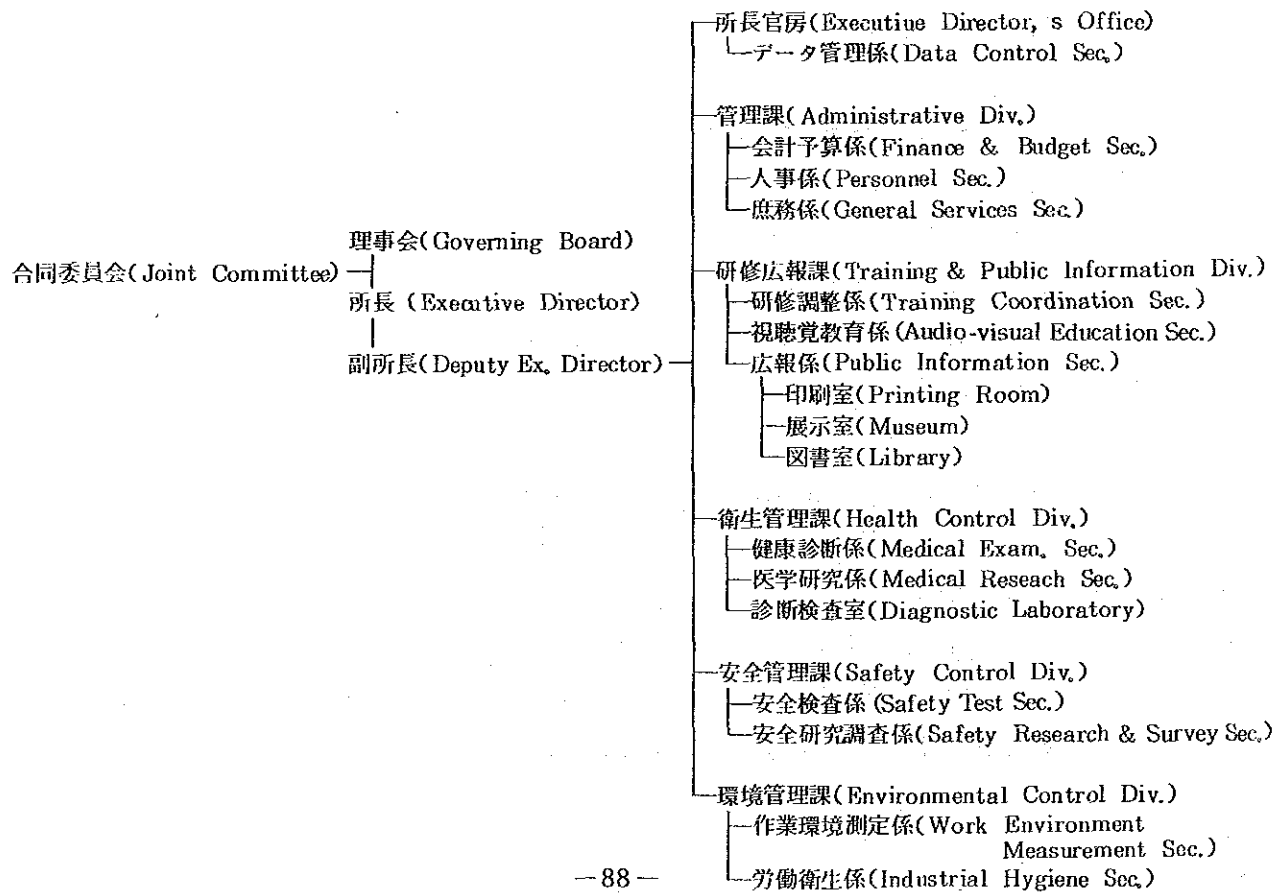 所長官房(Executiue Director, s Office)
データ管理係(Data Control Sec.)
管理課(Administrative Div.)
会計予算係(Finance & Budget Sec.)
人事係(Personnel Sec.)
庶務係(General Services Sec.)
理事会(Governing Board)
合同委員会(Joint Committee)
所長 (Executive Director)
副所長(Deputy Ex. Director)
研修広報課(Training & Public Information Div.)
研修調整係(Training Coordination Sec.)
視聴覚教育係(Audio-visual Education Sec.)
広報係(Public Information Sec.)
印刷室(Printing Room)
展示室(Museum)
図書室(Library)
衛生管理課(Health Control Div.)
健康診断係(Medical Exam. Sec.)
医学研究係(Medical Reseach Sec.)
診断検査室(Diagnostic Laboratory)
安全管理課(Safety Control Div.)
安全検査係(Safety Test Sec.)
安全研究調査係(Safety Research & Survey Sec.)
環境管理課(Environmental Control Div.)
作業環境測定係(Work Environment
Measurement Sec.)
労働衛生係(Industrial Hygiene Sec.)
—88—